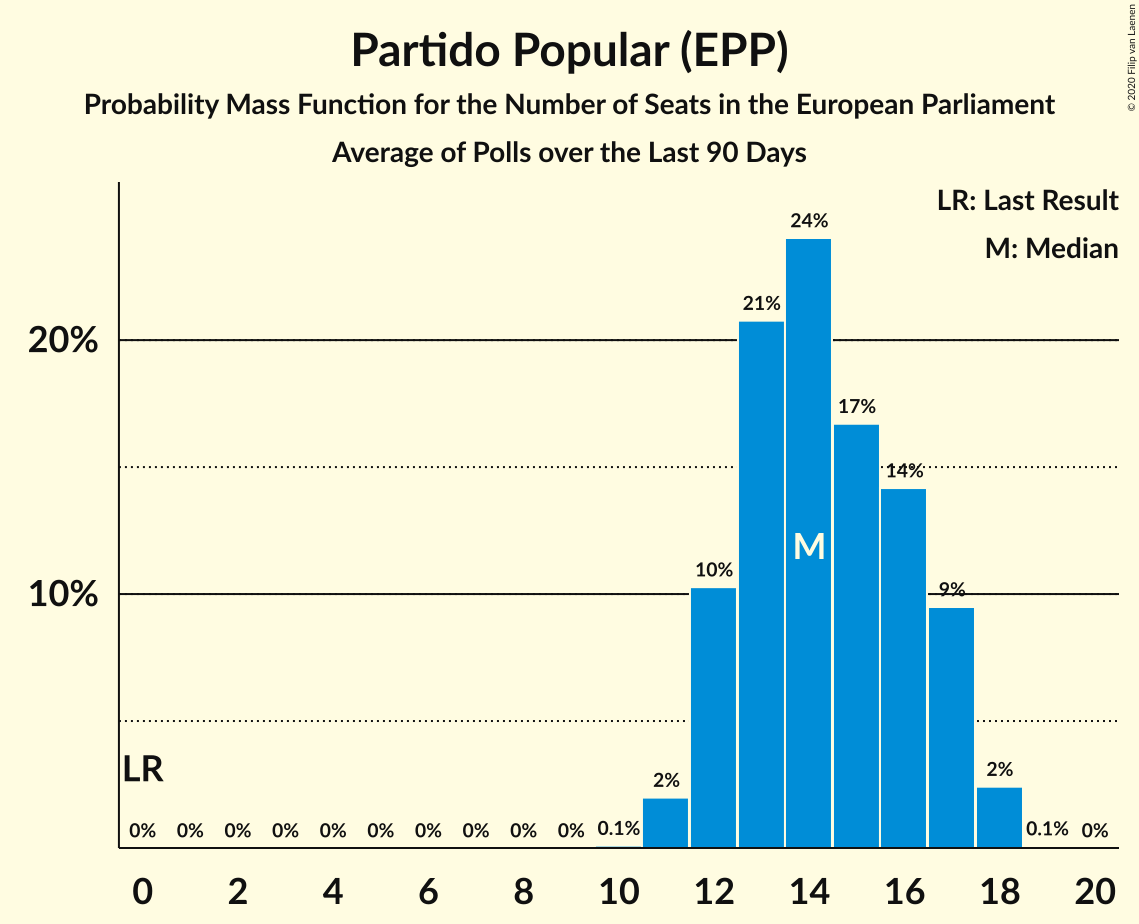 Partido Popular (EPP)
Probability Mass Function for the Number of Seats in the European Parliament
Average of Polls over the Last 90 Days
© 2020 Filip van Laenen
LR: Last Result
M: Median
24%
21%
20%
17%
14%
M
10%
10%
9%
LR
2%
2%
0% 0% 0% 0% 0% 0% 0% 0% 0% 0% 0.1% 0.1% 0%
0 2 4 6 8 10 12 14 16 18 20